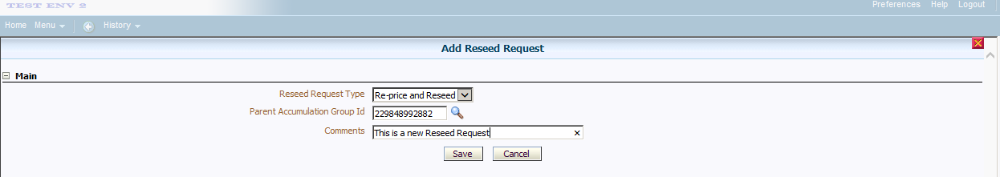 TEST ENV 2
Preferences Help Logout
Home Menu History
Add Reseed Request
Main
Reseed Request Type Re-price and Reseed
Parent Accumulation Group Id 229848992882
Comments This is a new Reseed Request
Save Cancel